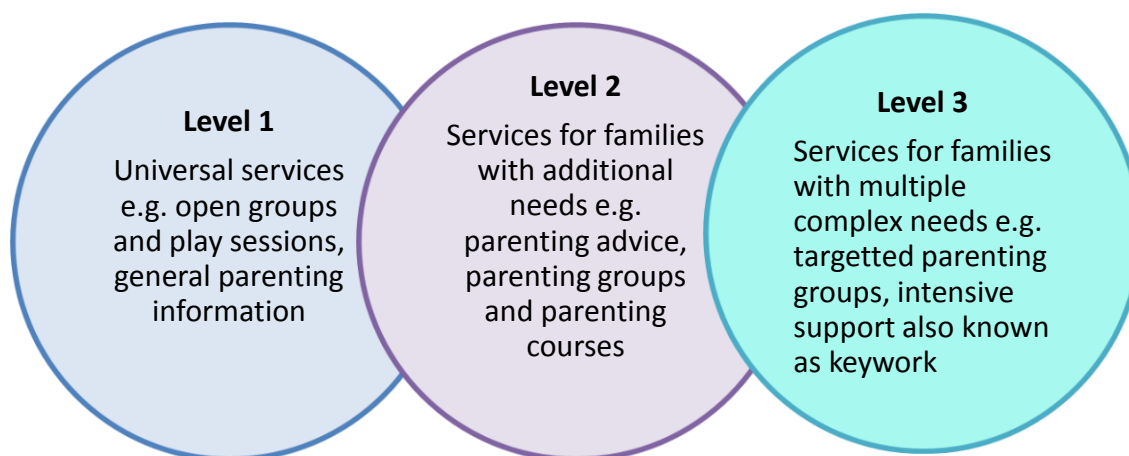 Level 1
Universal services
e.g. open groups
and play sessions,
general parenting
information
Level 2
Services for families
with additional
needs e.g.
parenting advice,
parenting groups
and parenting
courses
Level 3
Services for families
with multiple
complex needs e.g.
targetted parenting
groups, intensive
support also known
as keywork